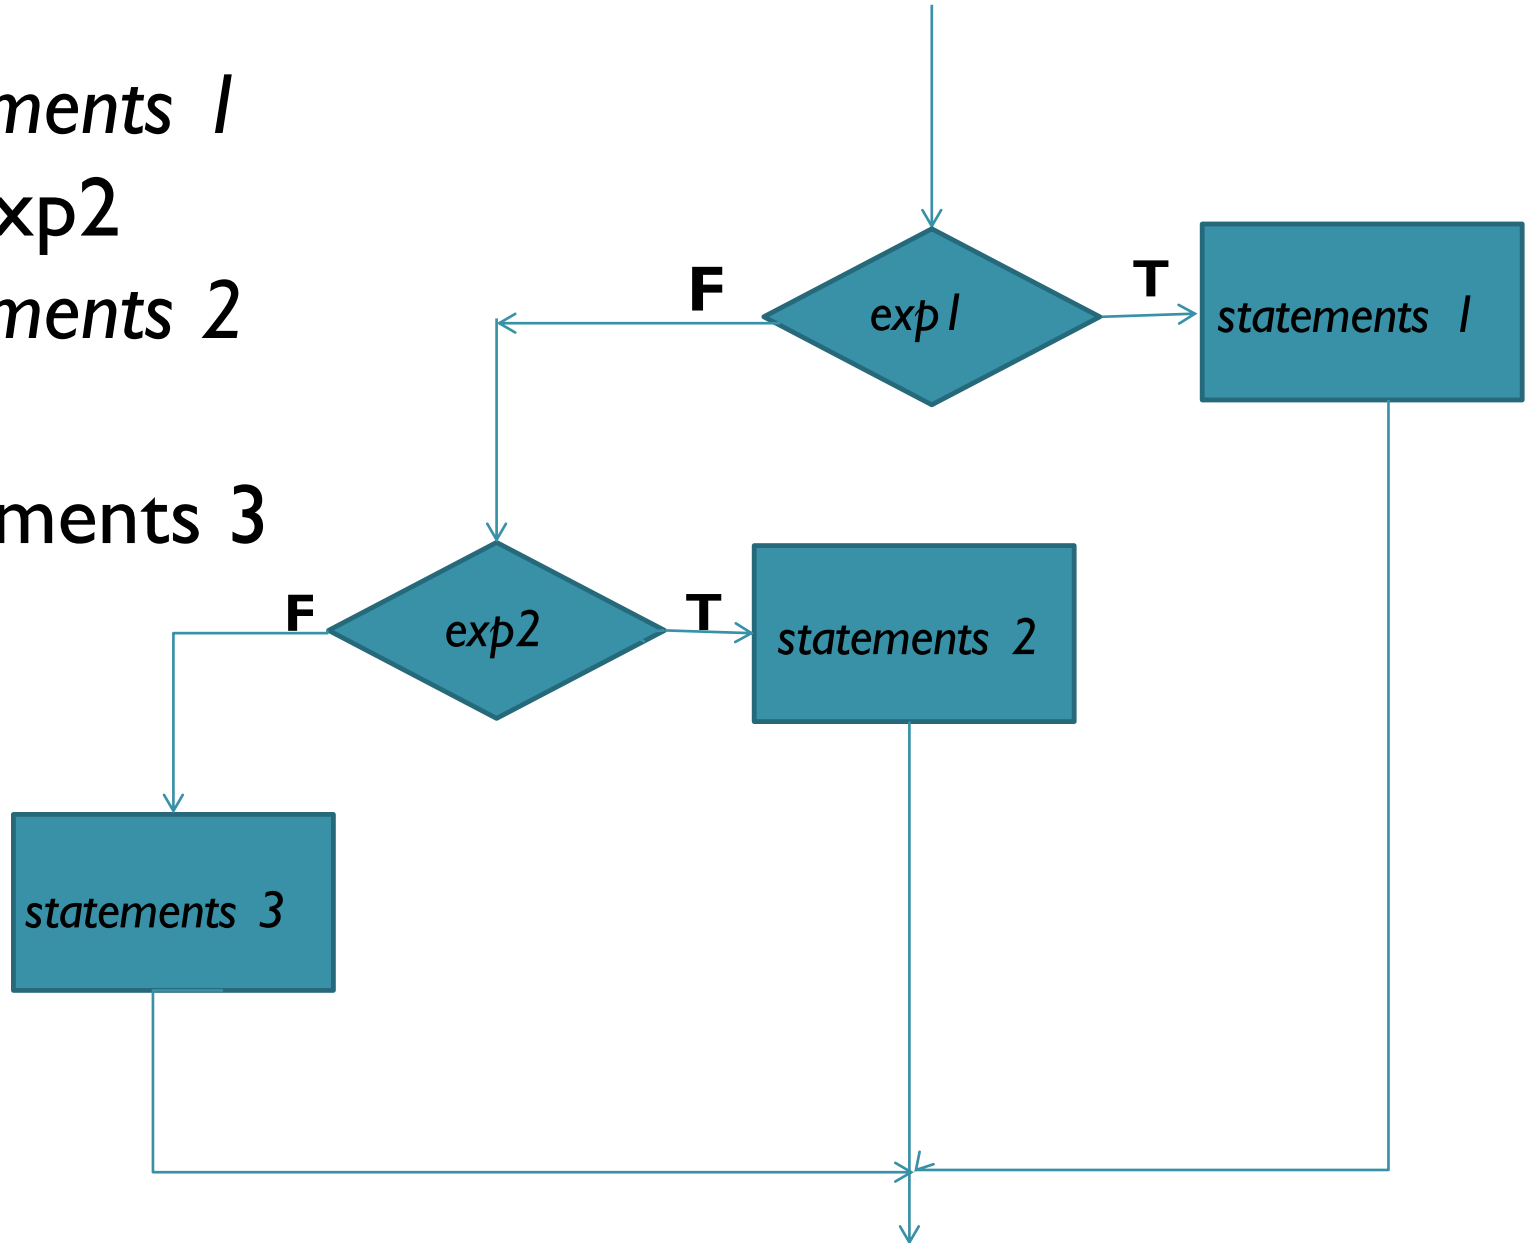 ments 1
xp2
ments 2
ments 3
F
exp1
T
statements 1
F
exp2
T
statements 2
statements 3